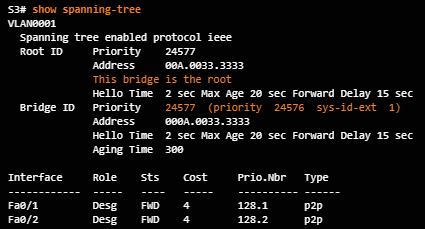 S3# show spanning-tree
VLAN0001
Spanning tree enabled protocol ieee
Root ID Priority 24577
Address 00A.0033.3333
This bridge is the root
Hello Time 2 sec Max Age 20 sec Forward Delay 15 sec
Bridge ID Priority 24577 (priority 24576 sys-id-ext 1)
Address 000A.0033.3333
Hello Time 2 sec Max Age 20 sec Forward Delay 15 sec
Aging Time 300
Interface Role Sts Cost Prio.Nbr Type
------------ ----- ---- ----- ---------- ------
Fa0/1 Desg FWD 4 128.1 p2p
Fa0/2 Desg FWD 4 128.2 p2p